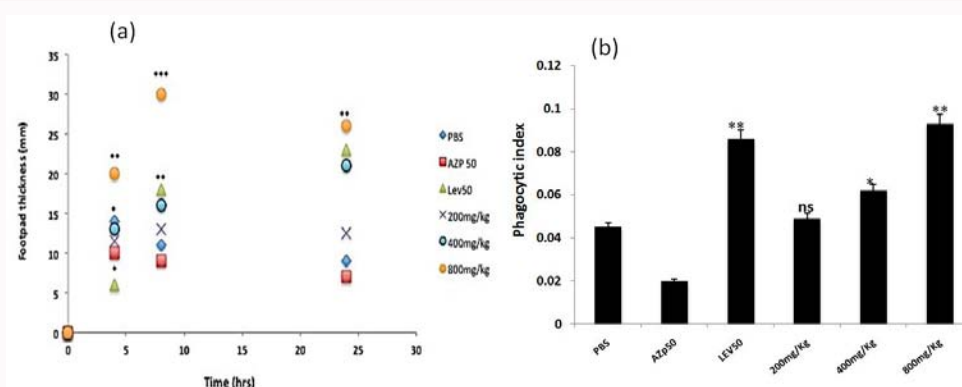 (a)
Footpad thickness (mm)
35
30
25
20
15
10
5
0
0 5 10 15 20 25 30
Time (hrs)
**
*
*
***
**
**
PBS
AZP 50
Lev50
200mg/kg
400mg/kg
800mg/kg
(b)
Phagocytic index
0.12
0.1
0.08
0.06
0.04
0.02
0
**
ns
*
**
PBS
AZp50
LEV50
200mg/Kg
400mg/Kg
800mg/Kg